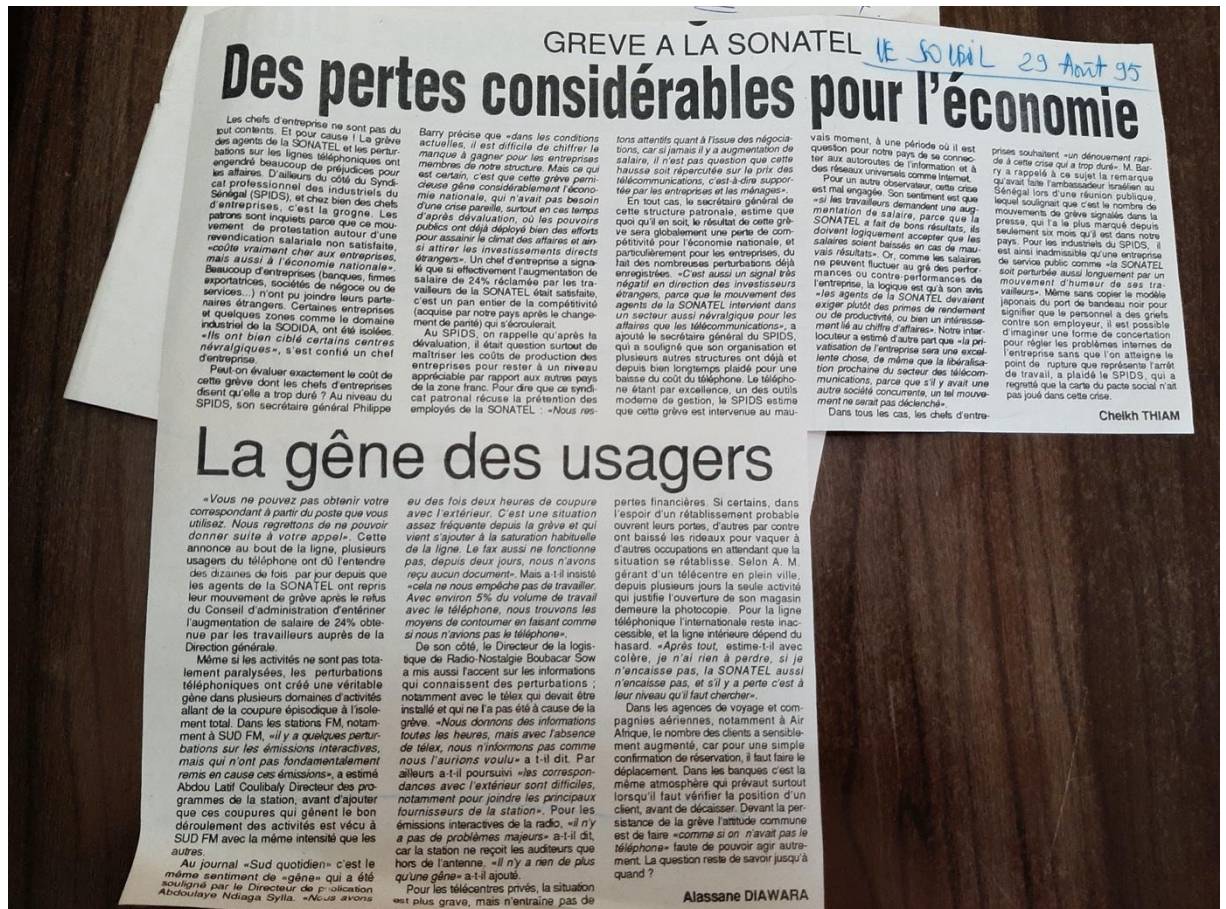 GREVE A LA SONATEL
LE SOLEIL 29 Août 95
Des pertes considérables pour l'économie
Les chefs d'entreprise ne sont pas du
tout contents. Et pour cause ! La grève
des agents de la SONATEL et les pertur-
bations sur les lignes téléphoniques ont
engendré beaucoup de préjudices pour
les affaires. D'ailleurs du côté du Syndi-
cat professionnel des industriels du
Sénégal (SPIDS), et chez bien des chefs
d'entreprises, c'est la grogne. Les
patrons sont inquiets parce que ce mou-
vement de protestation autour d'une
revendication salariale non satisfaite,
«coûte vraiment cher aux entreprises,
mais aussi à l'économie nationale».
Beaucoup d'entreprises (banques, firmes
exportatrices, sociétés de négoce ou de
services...) n'ont pu joindre leurs parte-
naires étrangers. Certaines entreprises
et quelques zones comme le domaine
industriel de la SODIDA, ont été isolées.
«Ils ont bien ciblé certains centres
névralgiques», s'est confié un chef
d'entreprise.
Peut-on évaluer exactement le coût de
cette grève dont les chefs d'entreprises
disent qu'elle a trop duré ? Au niveau du
SPIDS, son secrétaire général Philippe
Barry précise que «dans les conditions
actuelles, il est difficile de chiffrer le
manque à gagner pour les entreprises
membres de notre structure. Mais ce qui
est certain, c'est que cette grève perni-
cieuse gêne considérablement l'écono-
mie nationale, qui n'avait pas besoin
d'une crise pareille, surtout en ces temps
d'après dévaluation, où les pouvoirs
publics ont déjà déployé bien des efforts
pour assainir le climat des affaires et ain-
si attirer les investissements directs
étrangers». Un chef d'entreprise a signa-
lé que si effectivement l'augmentation de
salaire de 24% réclamée par les tra-
vailleurs de la SONATEL était satisfaite,
c'est un pan entier de la compétitivité
(acquise par notre pays après le change-
ment de parité) qui s'écroulerait.
Au SPIDS, on rappelle qu'après la
dévaluation, il était question surtout de
maîtriser les coûts de production des
entreprises pour rester à un niveau
appréciable par rapport aux autres pays
de la zone franc. Pour dire que ce syndi-
cat patronal récuse la prétention des
employés de la SONATEL : «Nous res-
tons attentifs quant à l'issue des négocia-
tions, car si jamais il y a augmentation de
salaire, il n'est pas question que cette
hausse soit répercutée sur le prix des
télécommunications, c'est-à-dire suppor-
tée par les entreprises et les ménages».
En tout cas, le secrétaire général de
cette structure patronale, estime que
quoi qu'il en soit, le résultat de cette grè-
ve sera globalement une perte de com-
pétitivité pour l'économie nationale, et
particulièrement pour les entreprises, du
fait des nombreuses perturbations déjà
enregistrées. «C'est aussi un signal très
négatif en direction des investisseurs
étrangers, parce que le mouvement des
agents de la SONATEL intervient dans
un secteur aussi névralgique pour les
affaires que les télécommunications», a
ajouté le secrétaire général du SPIDS,
qui a souligné que son organisation et
plusieurs autres structures ont déjà et
depuis bien longtemps plaidé pour une
baisse du coût du téléphone. Le télépho-
ne étant par excellence, un des outils
moderne de gestion, le SPIDS estime
que cette grève est intervenue au mau-
vais moment, à une période où il est
question pour notre pays de se connec-
ter aux autoroutes de l'information et à
des réseaux universels comme Internet.
Pour un autre observateur, cette crise
est mal engagée. Son sentiment est que
«si les travailleurs demandent une aug-
mentation de salaire, parce que la
SONATEL a fait de bons résultats, ils
doivent logiquement accepter que les
salaires soient baissés en cas de mau-
vais résultats». Or, comme les salaires
ne peuvent fluctuer au gré des perfor-
mances ou contre-performances de
l'entreprise, la logique est qu'à son avis
«les agents de la SONATEL devaient
exiger plutôt des primes de rendement
ou de productivité, ou bien un intéresse-
ment lié au chiffre d'affaires». Notre inter-
locuteur a estimé d'autre part que «la pri-
vatisation de l'entreprise sera une excel-
lente chose, de même que la libéralisa-
tion prochaine du secteur des télécom-
munications, parce que s'il y avait une
autre société concurrente, un tel mouve-
ment ne serait pas déclenché».
Dans tous les cas, les chefs d'entre-
prises souhaitent «un dénouement rapi-
de à cette crise qui a trop duré». M. Bar-
ry a rappelé à ce sujet la remarque
qu'avait faite l'ambassadeur israélien au
Sénégal lors d'une réunion publique,
lequel soulignait que c'est le nombre de
mouvements de grève signalés dans la
presse, qui l'a le plus marqué depuis
seulement six mois qu'il est dans notre
pays. Pour les industriels du SPIDS, il
est ainsi inadmissible qu'une entreprise
de service public comme «la SONATEL
soit perturbée aussi longuement par un
mouvement d'humeur de ses tra-
vailleurs». Même sans copier le modèle
japonais du port de bandeau noir pour
signifier que le personnel a des griefs
contre son employeur, il est possible
d'imaginer une forme de concertation
pour régler les problèmes internes de
l'entreprise sans que l'on atteigne le
point de rupture que représente l'arrêt
de travail, a plaidé le SPIDS, qui a
regretté que la carte du pacte social n'ait
pas joué dans cette crise.
Cheikh THIAM
La gêne des usagers
«Vous ne pouvez pas obtenir votre
correspondant à partir du poste que vous
utilisez. Nous regrettons de ne pouvoir
donner suite à votre appel». Cette
annonce au bout de la ligne, plusieurs
usagers du téléphone ont dû l'entendre
des dizaines de fois par jour depuis que
les agents de la SONATEL ont repris
leur mouvement de grève après le refus
du Conseil d'administration d'entériner
l'augmentation de salaire de 24% obte-
nue par les travailleurs auprès de la
Direction générale.
Même si les activités ne sont pas tota-
lement paralysées, les perturbations
téléphoniques ont créé une véritable
gêne dans plusieurs domaines d'activités
allant de la coupure épisodique à l'isole-
ment total. Dans les stations FM, notam-
ment à SUD FM, «il y a quelques pertur-
bations sur les émissions interactives,
mais qui n'ont pas fondamentalement
remis en cause ces émissions», a estimé
Abdou Latif Coulibaly Directeur des pro-
grammes de la station, avant d'ajouter
que ces coupures qui gênent le bon
déroulement des activités est vécu à
SUD FM avec la même intensité que les
autres.
Au journal «Sud quotidien» c'est le
même sentiment de «gêne» qui a été
souligné par le Directeur de publication
Abdoulaye Ndiaga Sylla. «Nous avons
eu des fois deux heures de coupure
avec l'extérieur. C'est une situation
assez fréquente depuis la grève et qui
vient s'ajouter à la saturation habituelle
de la ligne. Le fax aussi ne fonctionne
pas, depuis deux jours, nous n'avons
reçu aucun document». Mais a-t-il insisté
«cela ne nous empêche pas de travailler.
Avec environ 5% du volume de travail
avec le téléphone, nous trouvons les
moyens de contourner en faisant comme
si nous n'avions pas le téléphone».
De son côté, le Directeur de la logis-
tique de Radio-Nostalgie Boubacar Sow
a mis aussi l'accent sur les informations
qui connaissent des perturbations ;
notamment avec le télex qui devait être
installé et qui ne l'a pas été à cause de la
grève. «Nous donnons des informations
toutes les heures, mais avec l'absence
de télex, nous n'informons pas comme
nous l'aurions voulu» a t-il dit. Par
ailleurs a-t-il poursuivi «les correspon-
dances avec l'extérieur sont difficiles,
notamment pour joindre les principaux
fournisseurs de la station». Pour les
émissions interactives de la radio, «il n'y
a pas de problèmes majeurs» a-t-il dit,
car la station ne reçoit les auditeurs que
hors de l'antenne. «Il n'y a rien de plus
qu'une gêne» a-t-il ajouté.
Pour les télécentres privés, la situation
est plus grave, mais n'entraîne pas de
pertes financières. Si certains, dans
l'espoir d'un rétablissement probable
ouvrent leurs portes, d'autres par contre
ont baissé les rideaux pour vaquer à
d'autres occupations en attendant que la
situation se rétablisse. Selon A. M.
gérant d'un télécentre en plein ville,
depuis plusieurs jours la seule activité
qui justifie l'ouverture de son magasin
demeure la photocopie. Pour la ligne
téléphonique l'internationale reste inac-
cessible, et la ligne intérieure dépend du
hasard. «Après tout, estime-t-il avec
colère, je n'ai rien à perdre, si je
n'encaisse pas, la SONATEL aussi
n'encaisse pas, et s'il y a perte c'est à
leur niveau qu'il faut chercher».
Dans les agences de voyage et com-
pagnies aériennes, notamment à Air
Afrique, le nombre des clients a sensible-
ment augmenté, car pour une simple
confirmation de réservation, il faut faire le
déplacement. Dans les banques c'est la
même atmosphère qui prévaut surtout
lorsqu'il faut vérifier la position d'un
client, avant de décaisser. Devant la per-
sistance de la grève l'attitude commune
est de faire «comme si on n'avait pas le
téléphone» faute de pouvoir agir autre-
ment. La question reste de savoir jusqu'à
quand ?
Alassane DIAWARA